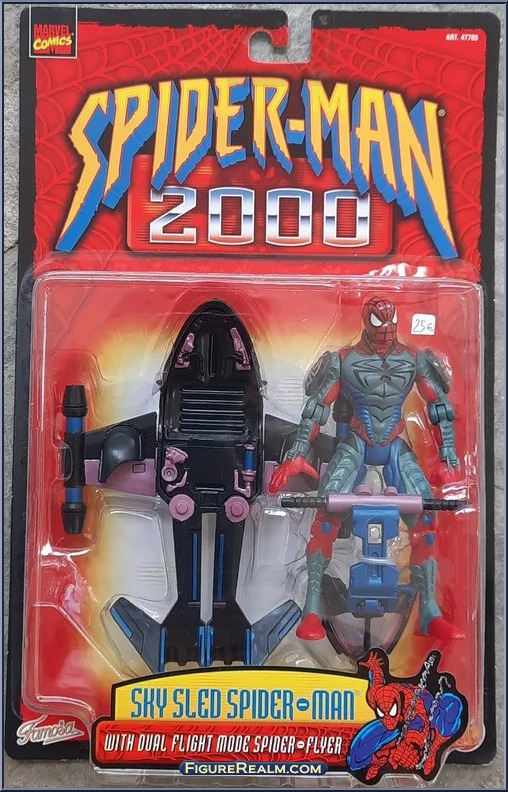 MARVEL
COMICS
ART. 47705
SPIDER-MAN®
2000
25€
SKY SLED SPIDER-MAN
WITH DUAL FLIGHT MODE SPIDER-FLYER
Famosa
FIGUREREALM.COM